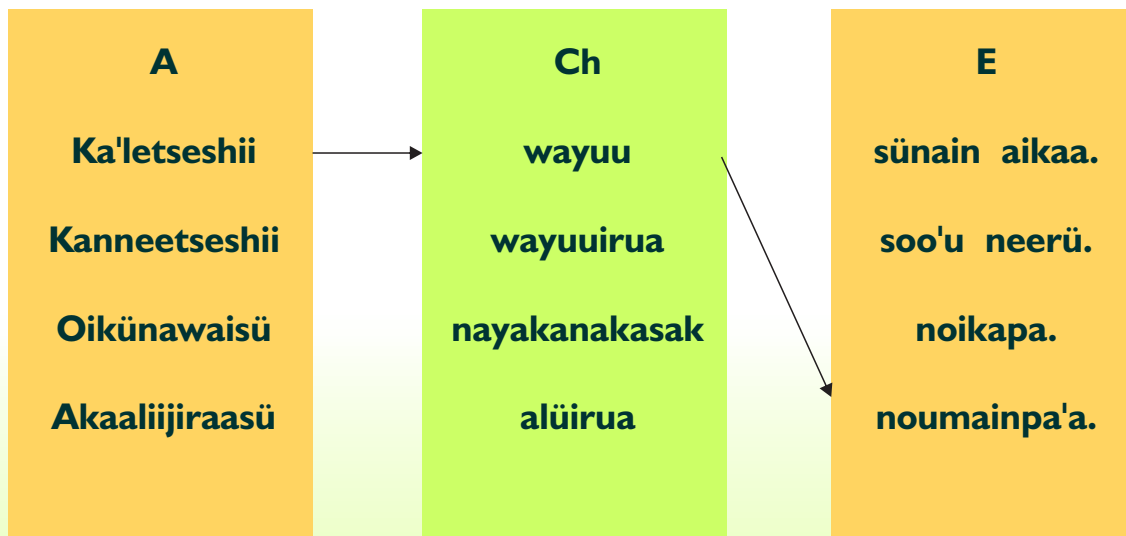 A Ch E
Ka'letseshii wayuu sünain aikaa.
Kanneetseshii wayuuirua soo'u neerü.
Oikünawaisü nayakanakasak noikapa.
Akaaliijiraasü alüirua noumainpa'a.